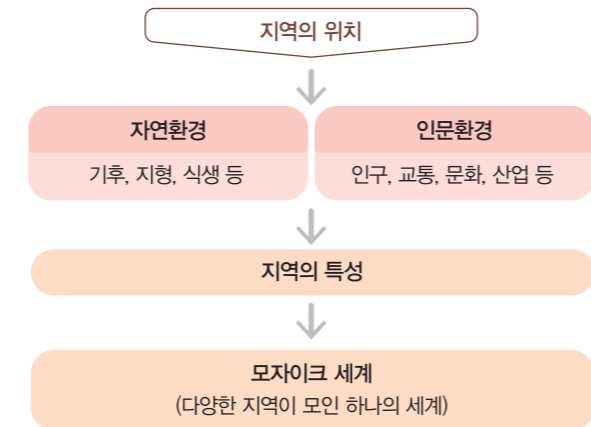 지역의 위치
자연환경
기후, 지형, 식생 등
인문환경
인구, 교통, 문화, 산업 등
지역의 특성
모자이크 세계
(다양한 지역이 모인 하나의 세계)